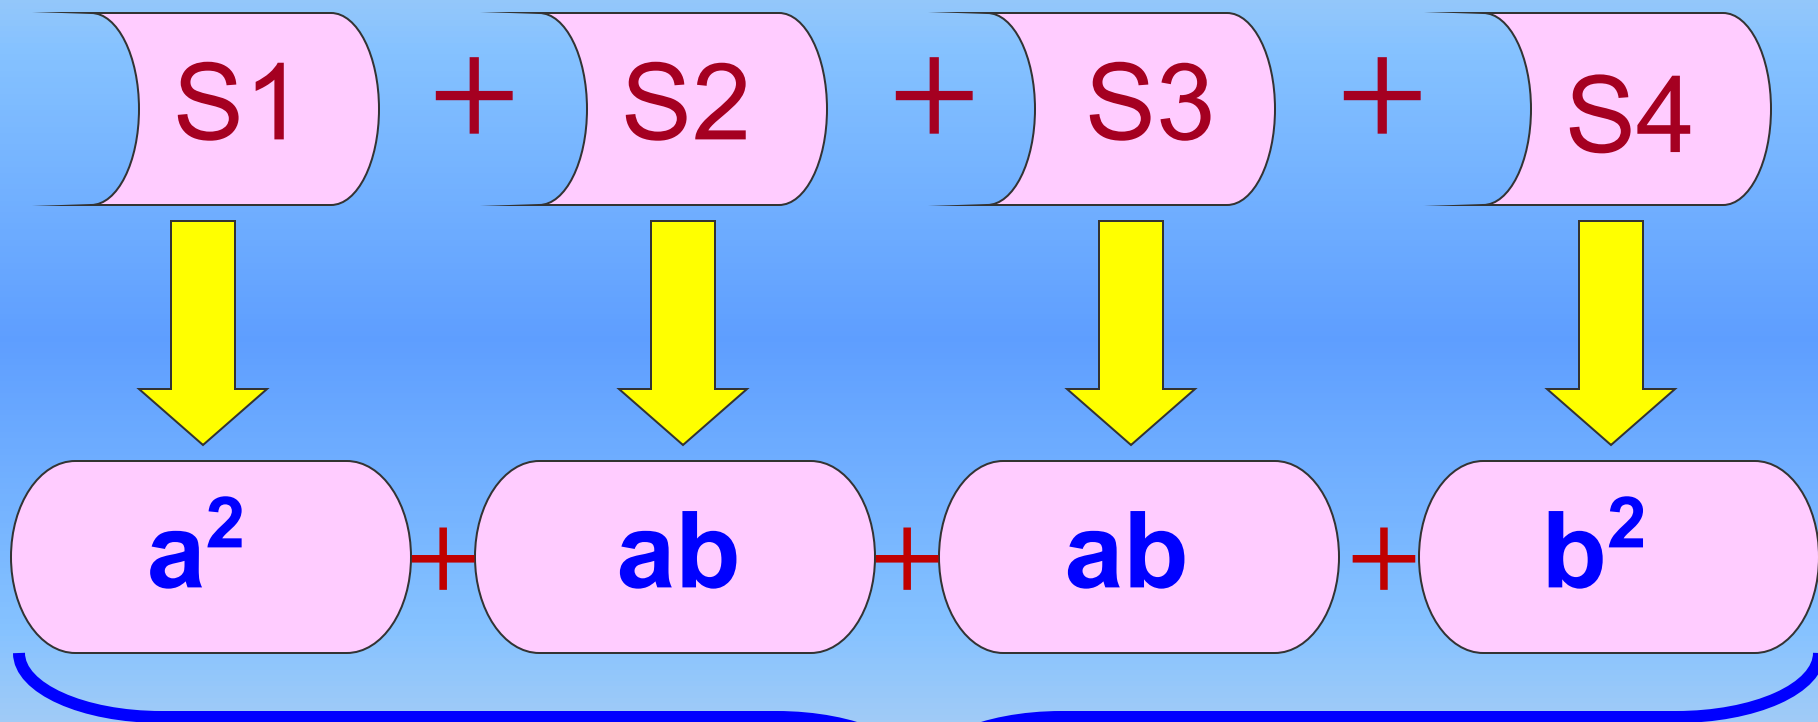 S1 + S2 + S3 + S4
a² + ab + ab + b²